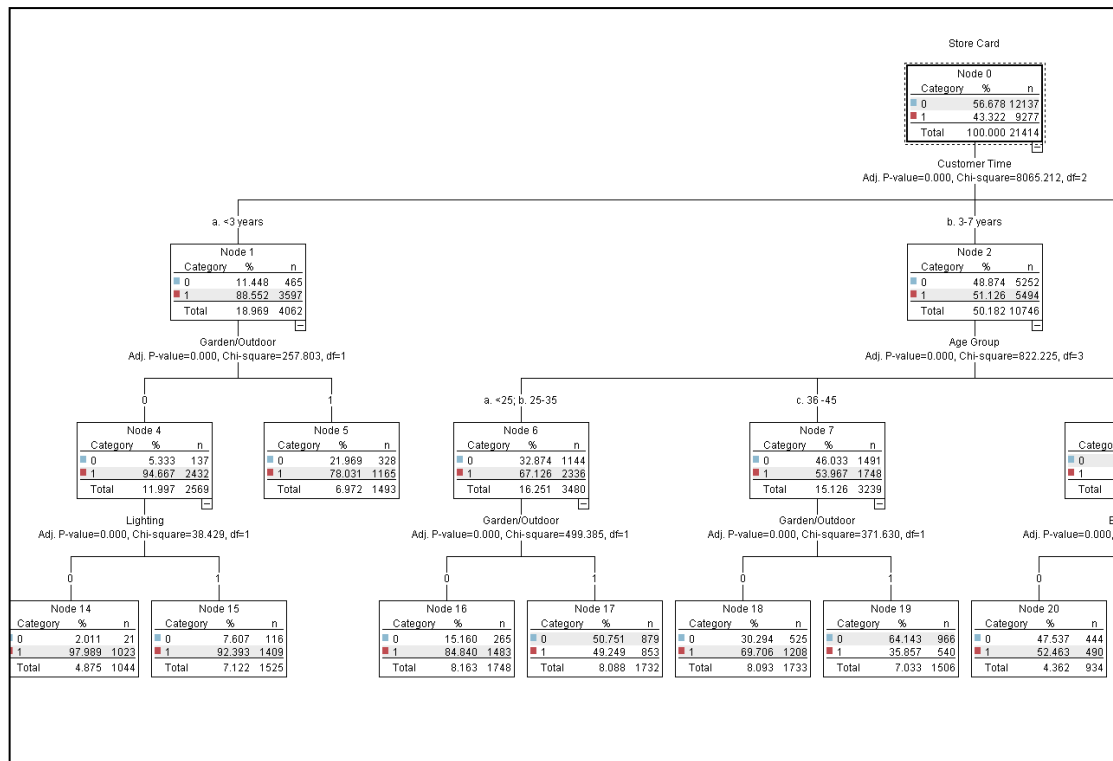 Store Card
Node 0
Category % n
0 56.678 12137
1 43.322 9277
Total 100.000 21414
Customer Time
Adj. P-value=0.000, Chi-square=8065.212, df=2
a. <3 years
b. 3-7 years
Node 1
Category % n
0 11.448 465
1 88.552 3597
Total 18.969 4062
Node 2
Category % n
0 48.874 5252
1 51.126 5494
Total 50.182 10746
Garden/Outdoor
Adj. P-value=0.000, Chi-square=257.803, df=1
Age Group
Adj. P-value=0.000, Chi-square=822.225, df=3
0
1
a. <25; b. 25-35
c. 36 -45
Node 4
Category % n
0 5.333 137
1 94.667 2432
Total 11.997 2569
Node 5
Category % n
0 21.969 328
1 78.031 1165
Total 6.972 1493
Node 6
Category % n
0 32.874 1144
1 67.126 2336
Total 16.251 3480
Node 7
Category % n
0 46.033 1491
1 53.967 1748
Total 15.126 3239
0
1
Total
Lighting
Adj. P-value=0.000, Chi-square=38.429, df=1
Garden/Outdoor
Adj. P-value=0.000, Chi-square=499.385, df=1
Garden/Outdoor
Adj. P-value=0.000, Chi-square=371.630, df=1
Adj. P-value=0.000,
0
1
0
1
0
1
0
Node 14
Category % n
0 2.011 21
1 97.989 1023
Total 4.875 1044
Node 15
Category % n
0 7.607 116
1 92.393 1409
Total 7.122 1525
Node 16
Category % n
0 15.160 265
1 84.840 1483
Total 8.163 1748
Node 17
Category % n
0 50.751 879
1 49.249 853
Total 8.088 1732
Node 18
Category % n
0 30.294 525
1 69.706 1208
Total 8.093 1733
Node 19
Category % n
0 64.143 966
1 35.857 540
Total 7.033 1506
Node 20
Category % n
0 47.537 444
1 52.463 490
Total 4.362 934